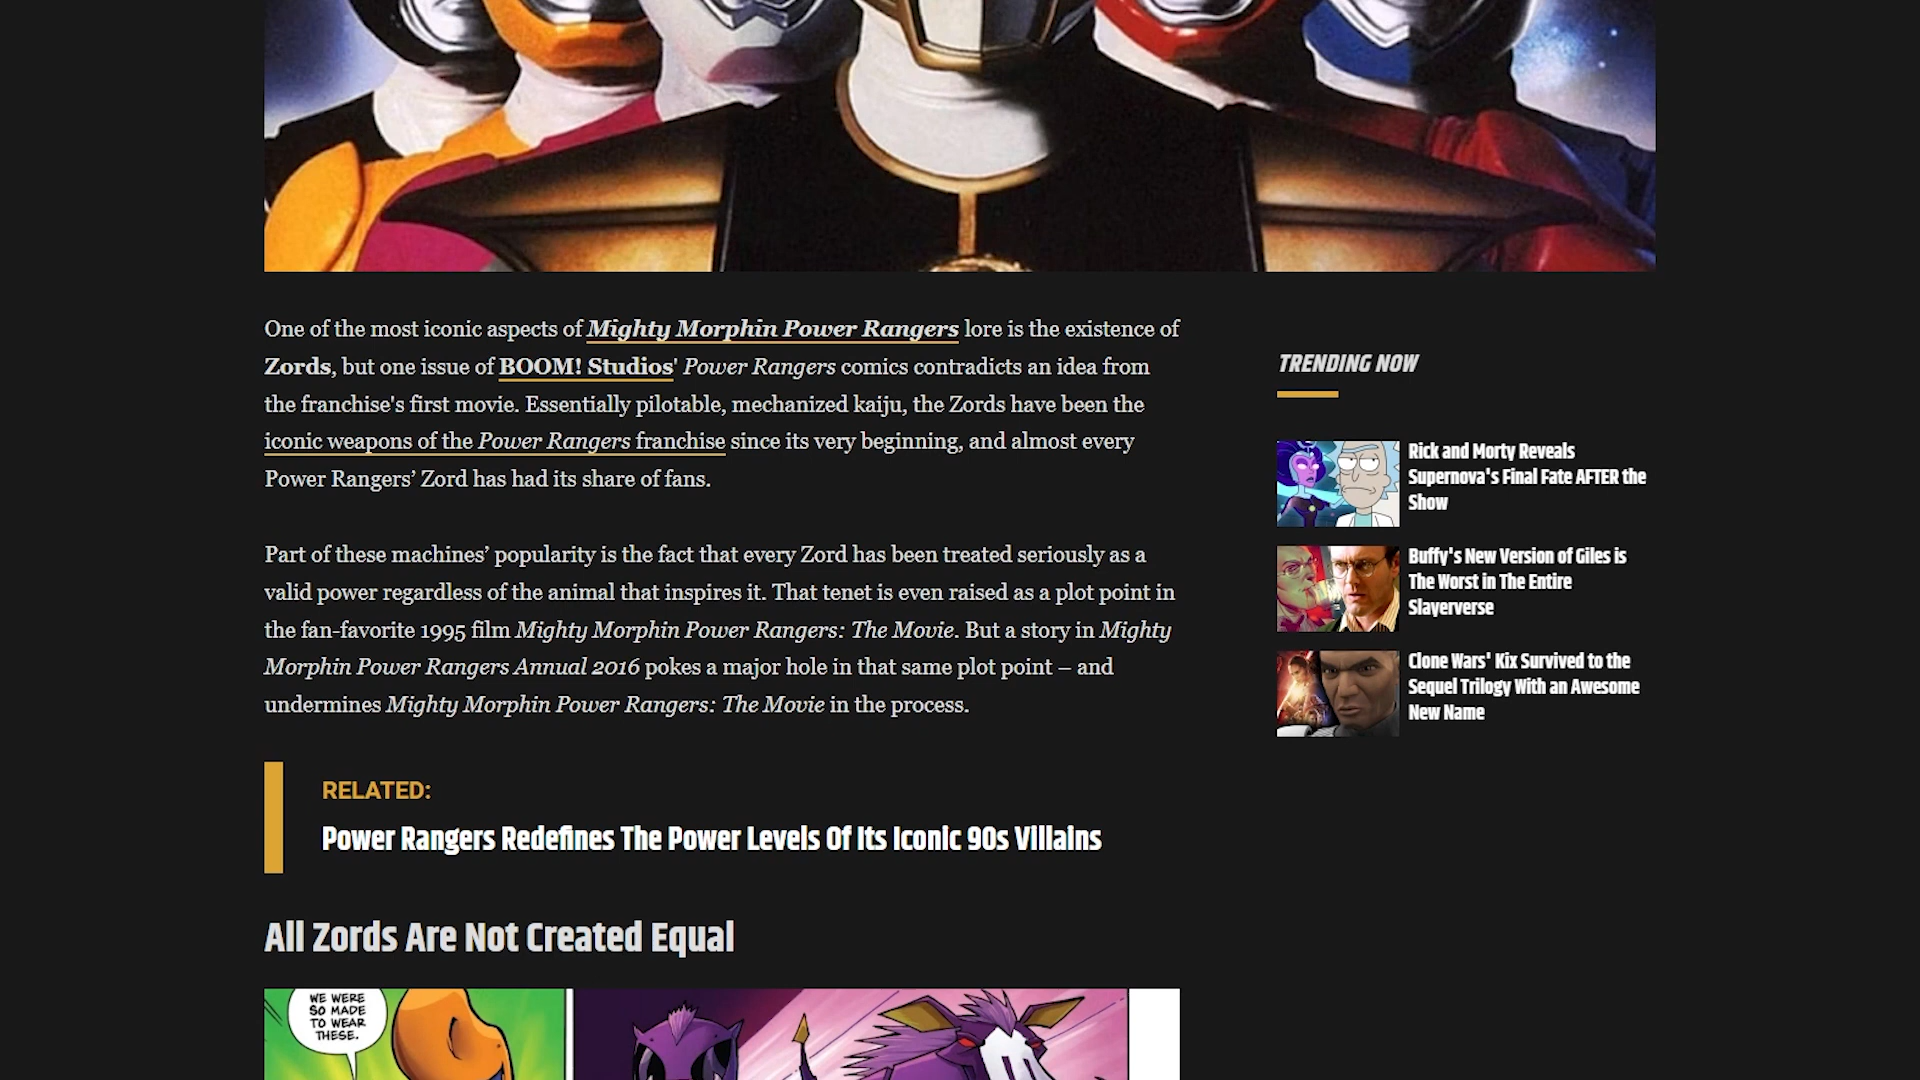 One of the most iconic aspects of Mighty Morphin Power Rangers lore is the existence of
Zords, but one issue of BOOM! Studios' Power Rangers comics contradicts an idea from
the franchise's first movie. Essentially pilotable, mechanized kaiju, the Zords have been the
iconic weapons of the Power Rangers franchise since its very beginning, and almost every
Power Rangers’ Zord has had its share of fans.
Part of these machines’ popularity is the fact that every Zord has been treated seriously as a
valid power regardless of the animal that inspires it. That tenet is even raised as a plot point in
the fan-favorite 1995 film Mighty Morphin Power Rangers: The Movie. But a story in Mighty
Morphin Power Rangers Annual 2016 pokes a major hole in that same plot point – and
undermines Mighty Morphin Power Rangers: The Movie in the process.
RELATED:
Power Rangers Redefines The Power Levels Of Its Iconic 90s Villains
All Zords Are Not Created Equal
WE WERE
SO MADE
TO WEAR
THESE.
TRENDING NOW
Rick and Morty Reveals
Supernova's Final Fate AFTER the
Show
Buffy's New Version of Giles is
The Worst in The Entire
Slayerverse
Clone Wars' Kix Survived to the
Sequel Trilogy With an Awesome
New Name